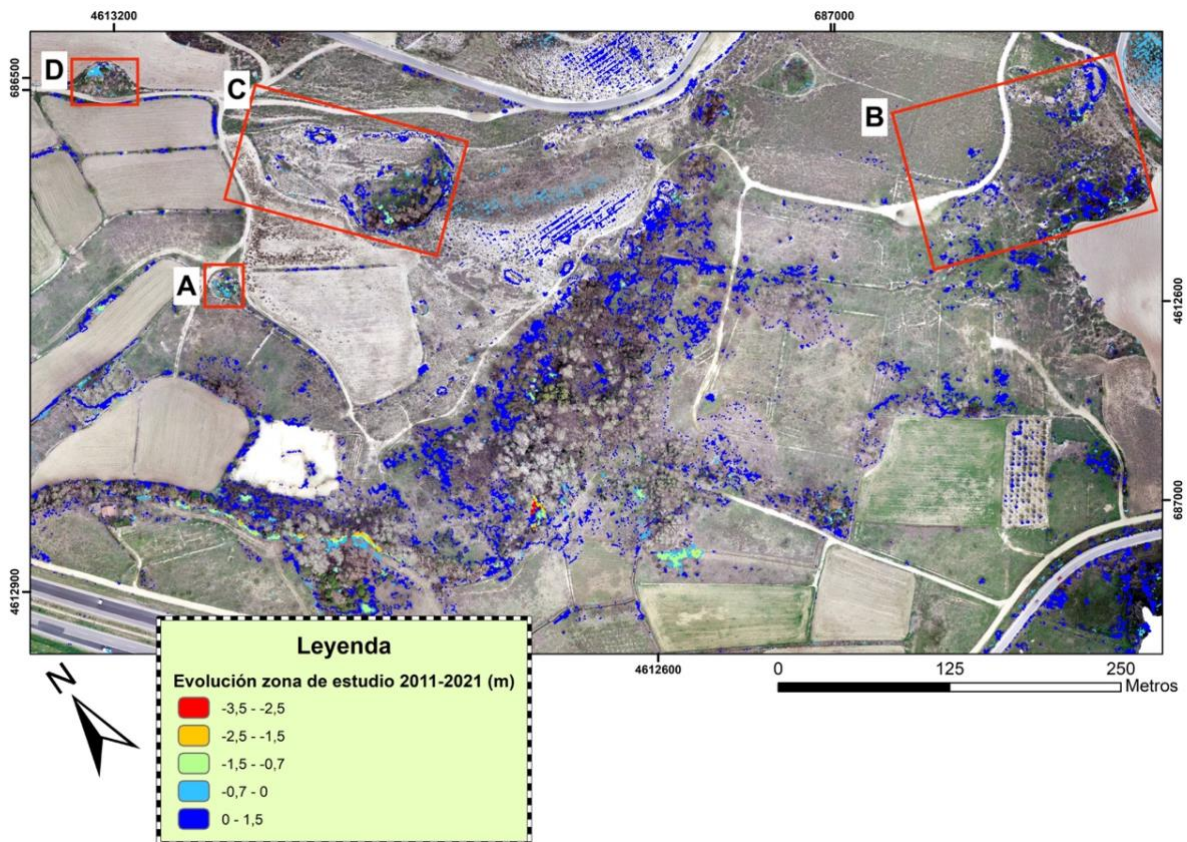 4613200
687000
D
686500
C
B
A
4612600
687000
4612900
4612600
0
125
250
Metros
N
Leyenda
Evolución zona de estudio 2011-2021 (m)
-3,5 - -2,5
-2,5 - -1,5
-1,5 - -0,7
-0,7 - 0
0 - 1,5